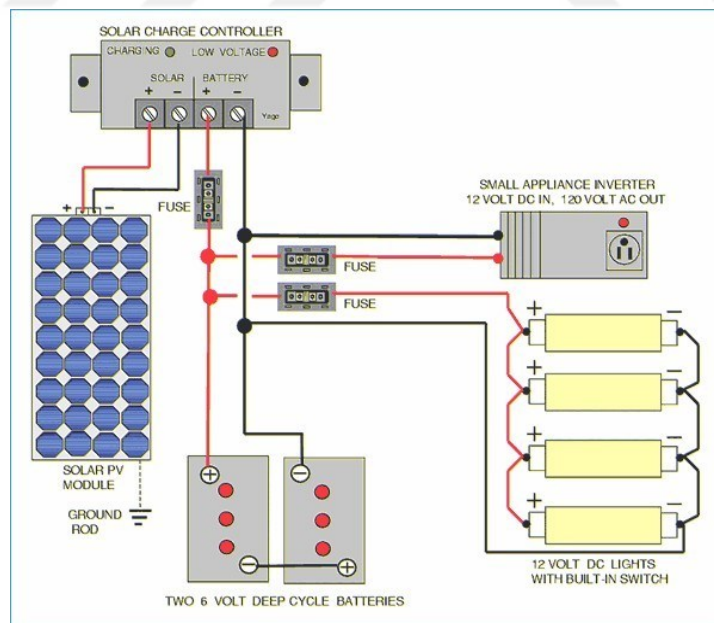 SOLAR CHARGE CONTROLLER
CHARGING LOW VOLTAGE
SOLAR BATTERY
+ − + −
Yago
FUSE
SMALL APPLIANCE INVERTER
12 VOLT DC IN, 120 VOLT AC OUT
+ −
FUSE
FUSE
+ −
+ −
+ −
+ −
SOLAR PV
MODULE
GROUND
ROD
+ −
− +
12 VOLT DC LIGHTS
WITH BUILT-IN SWITCH
TWO 6 VOLT DEEP CYCLE BATTERIES